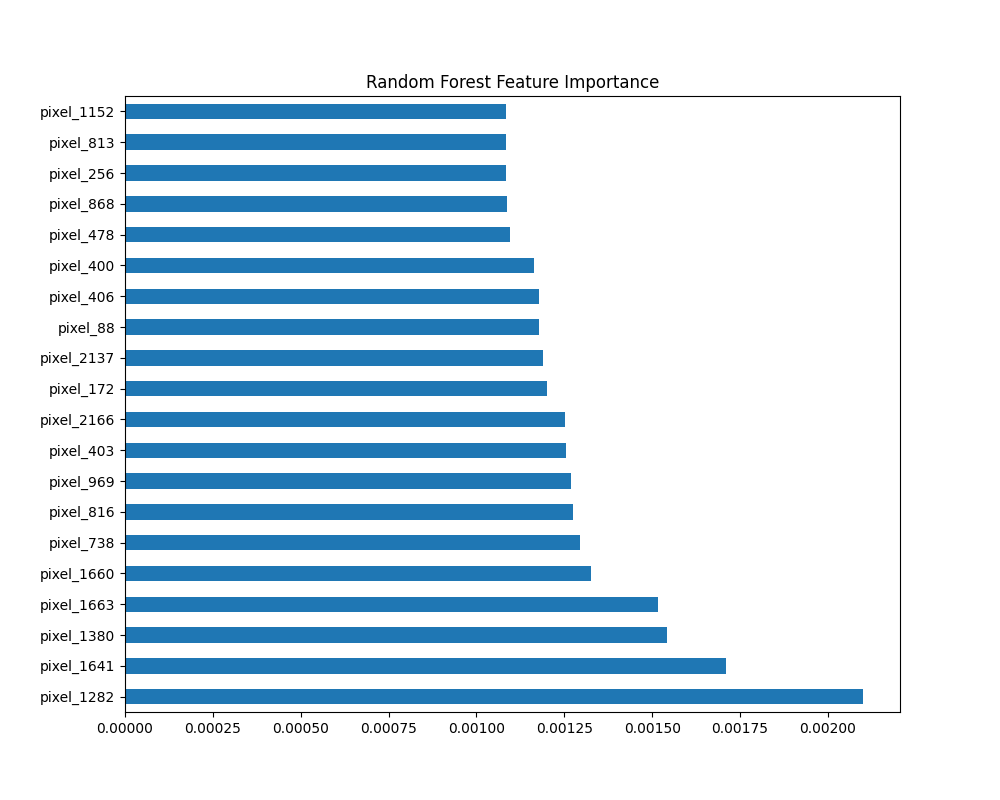 Random Forest Feature Importance
pixel_1152
pixel_813
pixel_256
pixel_868
pixel_478
pixel_400
pixel_406
pixel_88
pixel_2137
pixel_172
pixel_2166
pixel_403
pixel_969
pixel_816
pixel_738
pixel_1660
pixel_1663
pixel_1380
pixel_1641
pixel_1282
0.00000 0.00025 0.00050 0.00075 0.00100 0.00125 0.00150 0.00175 0.00200